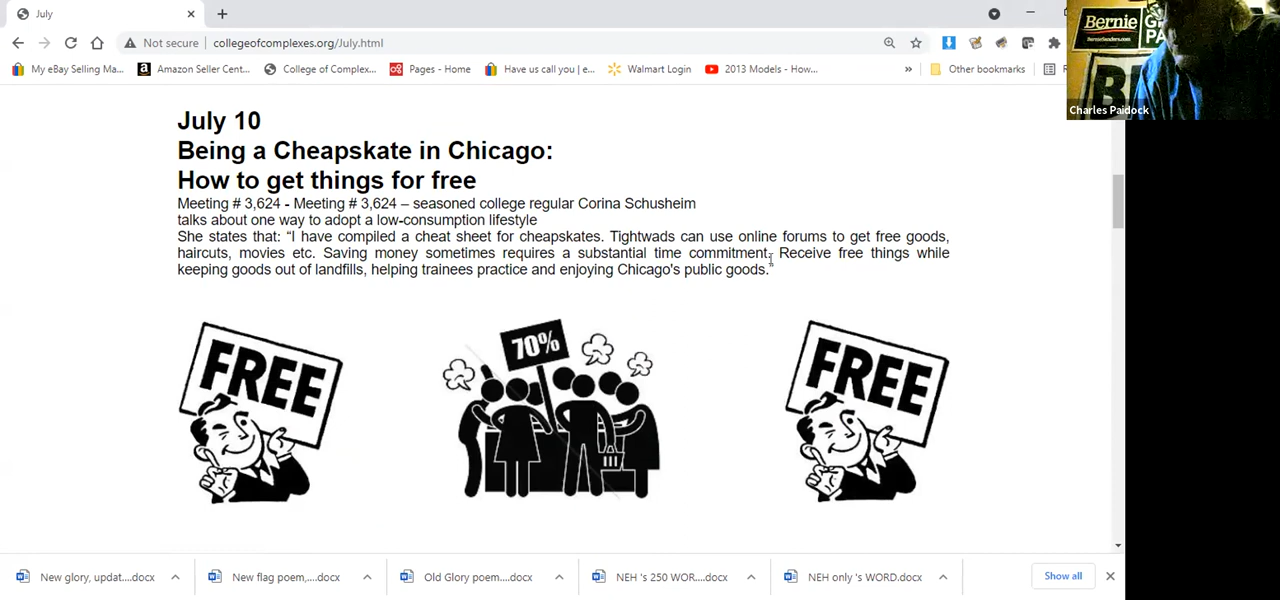 July
Not secure
collegeofcomplexes.org/July.html
My eBay Selling Ma...
Amazon Seller Cent...
College of Complex...
Pages - Home
Have us call you | e...
Walmart Login
2013 Models - How...
»
Other bookmarks
Bernie
BernieSanders.com
Charles Paidock
July 10
Being a Cheapskate in Chicago:
How to get things for free
Meeting # 3,624 - Meeting # 3,624 – seasoned college regular Corina Schusheim
talks about one way to adopt a low-consumption lifestyle
She states that: “I have compiled a cheat sheet for cheapskates. Tightwads can use online forums to get free goods,
haircuts, movies etc. Saving money sometimes requires a substantial time commitment. Receive free things while
keeping goods out of landfills, helping trainees practice and enjoying Chicago's public goods.”
FREE
70%
FREE
New glory, updat....docx
New flag poem,....docx
Old Glory poem....docx
NEH 's 250 WOR....docx
NEH only 's WORD.docx
Show all